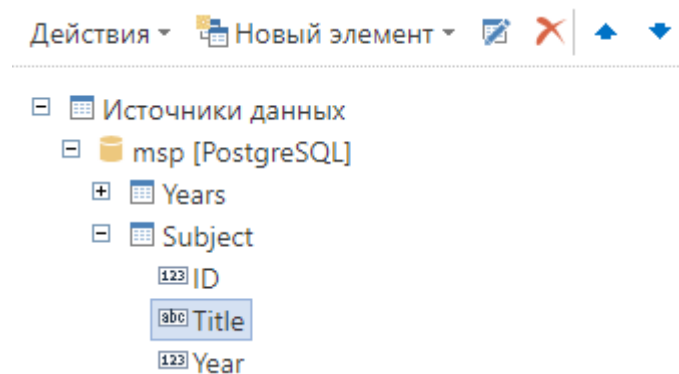 Действия Новый элемент
Источники данных
msp [PostgreSQL]
Years
Subject
123 ID
abc Title
123 Year